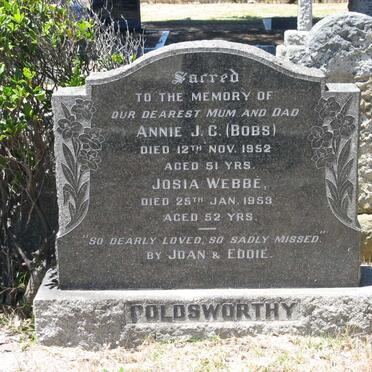 Sacred
TO THE MEMORY OF
OUR DEAREST MUM AND DAD
ANNIE J. C. (BOBS)
DIED 12TH NOV. 1952
AGED 51 YRS.
JOSIA WEBBE,
DIED 25TH JAN. 1953
AGED 52 YRS.
"SO DEARLY LOVED, SO SADLY MISSED."
BY JOAN & EDDIE.
POLDSWORTHY